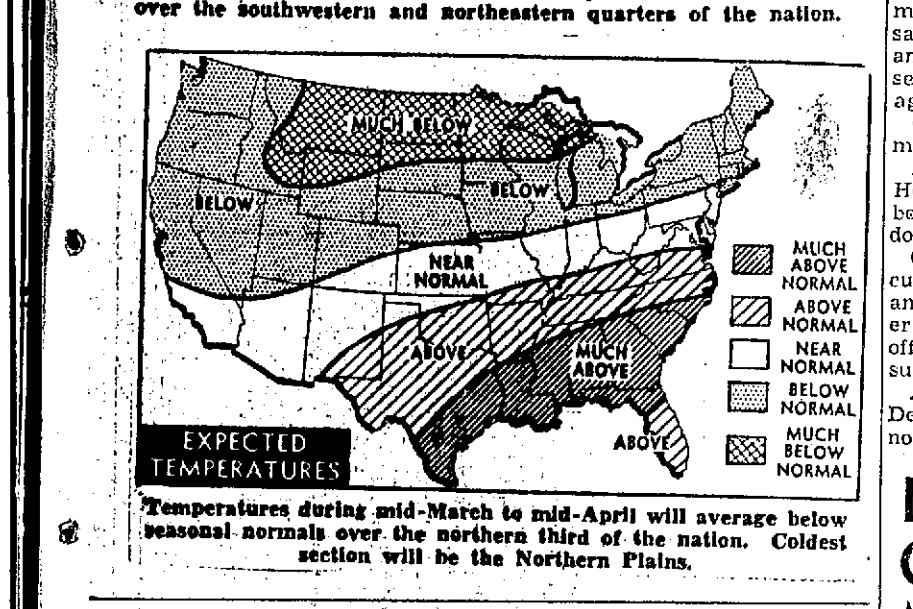 over the southwestern and northeastern quarters of the nation.
MUCH BELOW
BELOW
BELOW
NEAR
NORMAL
ABOVE
MUCH
ABOVE
ABOVE
MUCH
ABOVE
NORMAL
ABOVE
NORMAL
NEAR
NORMAL
BELOW
NORMAL
MUCH
BELOW
NORMAL
EXPECTED
TEMPERATURES
Temperatures during mid-March to mid-April will average below
seasonal normals over the northern third of the nation. Coldest
section will be the Northern Plains.